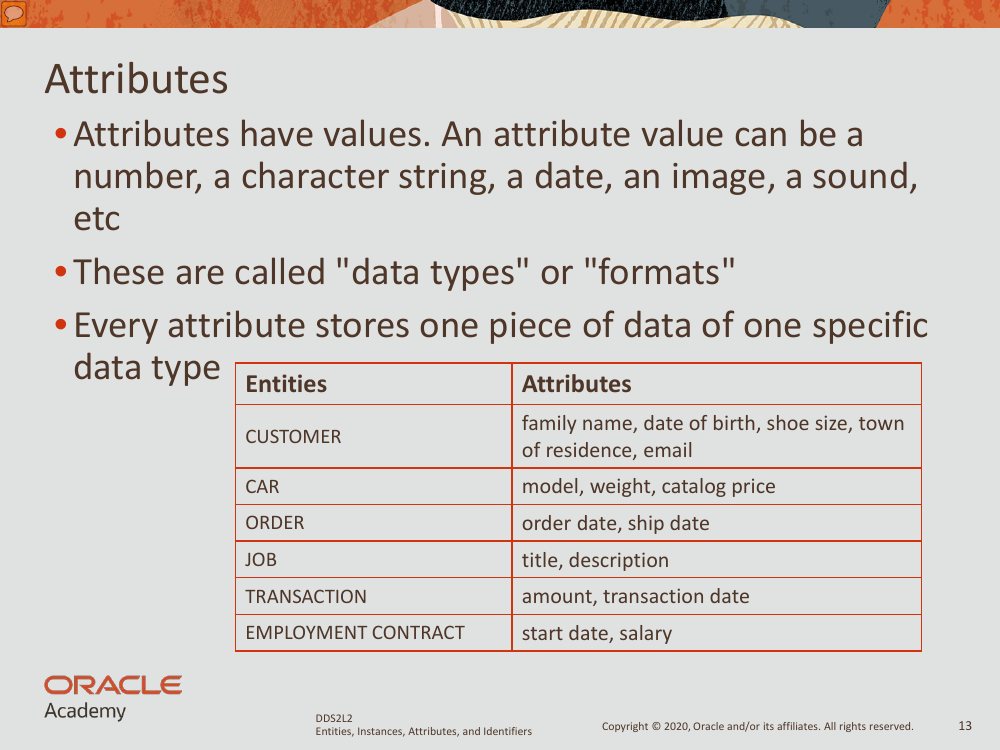 Attributes
• Attributes have values. An attribute value can be a
number, a character string, a date, an image, a sound,
etc
• These are called "data types" or "formats"
• Every attribute stores one piece of data of one specific
data type
Entities Attributes
CUSTOMER family name, date of birth, shoe size, town
of residence, email
CAR model, weight, catalog price
ORDER order date, ship date
JOB title, description
TRANSACTION amount, transaction date
EMPLOYMENT CONTRACT start date, salary
ORACLE
Academy
DDS2L2
Entities, Instances, Attributes, and Identifiers
Copyright © 2020, Oracle and/or its affiliates. All rights reserved.
13